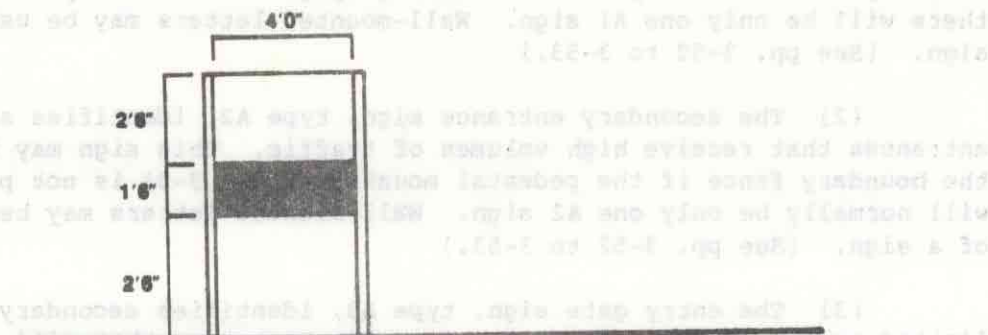 4'0"
there will be only one A1 sign. Wall-mounted letters may be us
sign. (See pp. 3-52 to 3-53.)
2'6"
(2) The secondary entrance sign, type A2, identifies s
entrances that receive high volumes of traffic. This sign may
1'6"
the boundary fence if the pedestal is not p
will normally be only one A2 sign. Wall-mounted letters may be
of a sign. (See pp. 3-52 to 3-53.)
2'6"
(3) The entry gate sign, type A3, identifies secondary